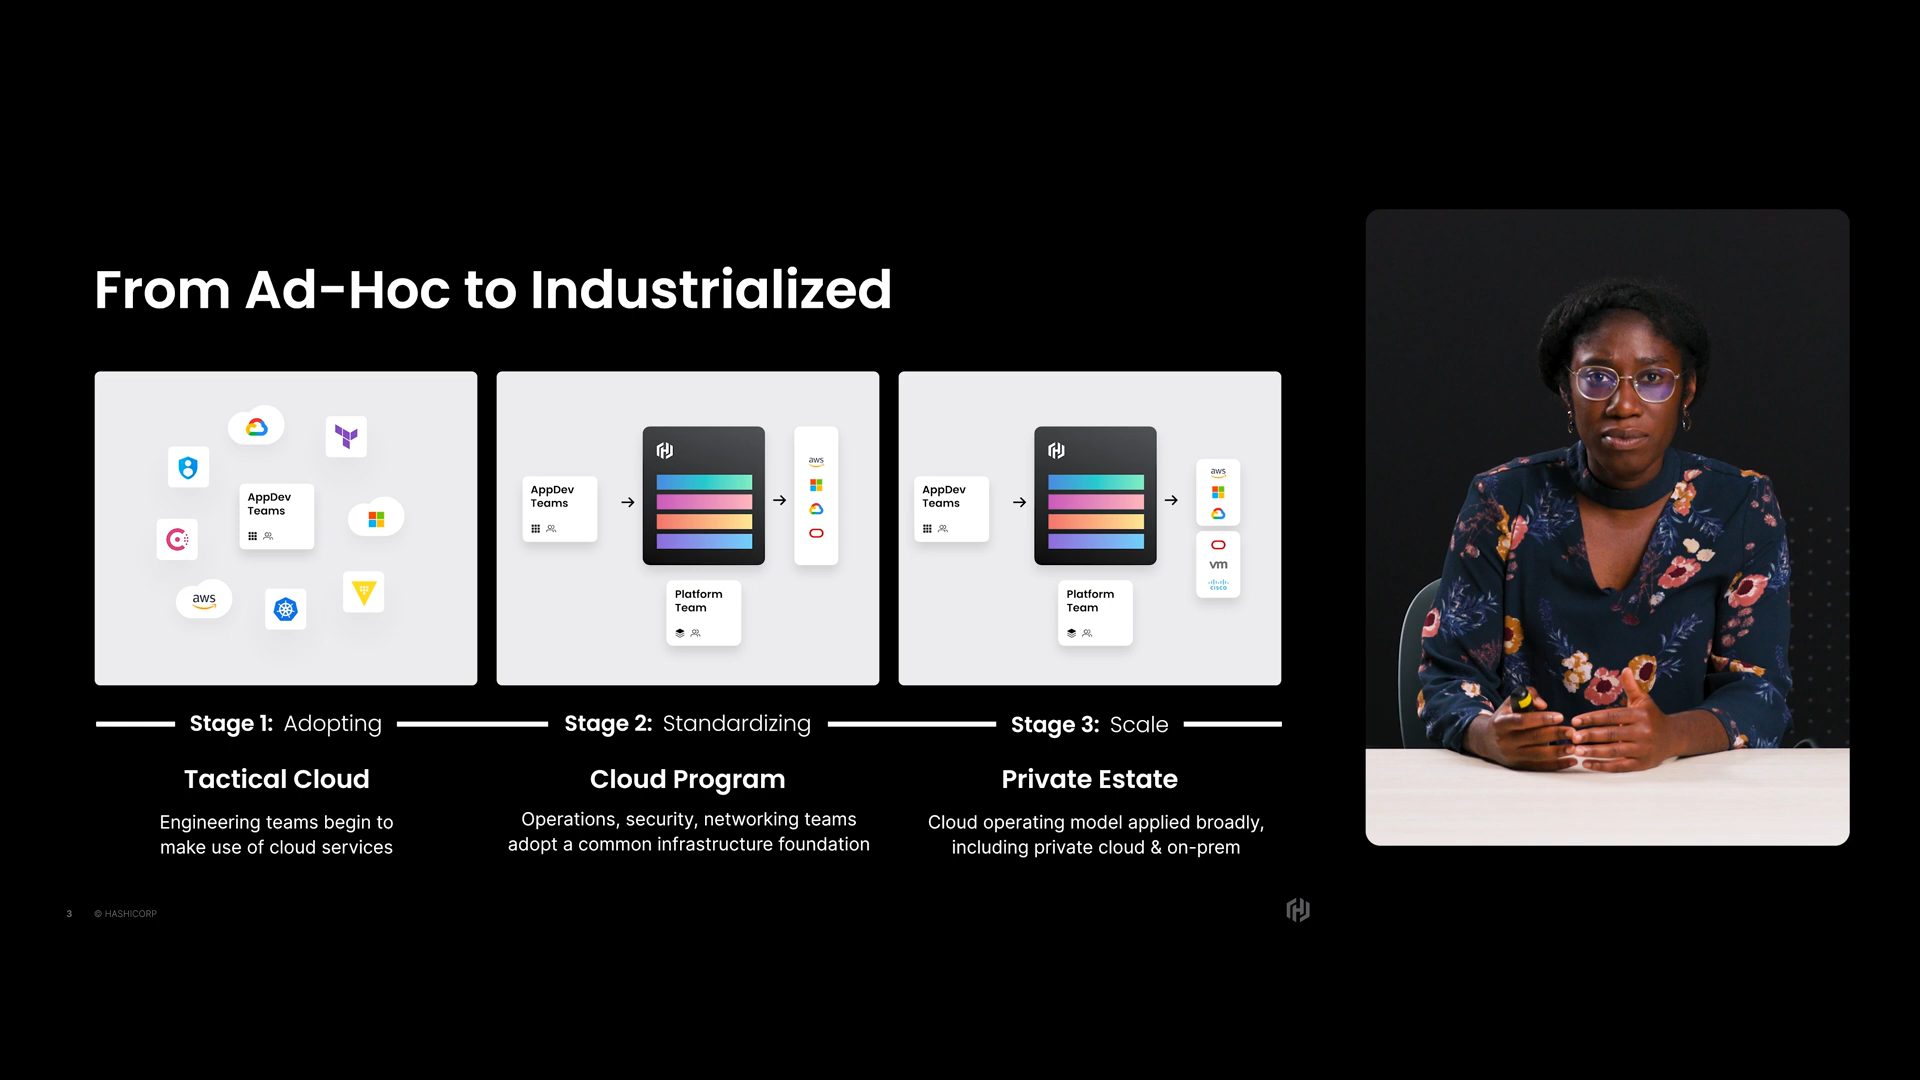 From Ad-Hoc to Industrialized
AppDev
Teams
aws
AppDev
Teams
Platform
Team
aws
AppDev
Teams
Platform
Team
aws
vm
cisco
Stage 1: Adopting
Stage 2: Standardizing
Stage 3: Scale
Tactical Cloud
Engineering teams begin to
make use of cloud services
Cloud Program
Operations, security, networking teams
adopt a common infrastructure foundation
Private Estate
Cloud operating model applied broadly,
including private cloud & on-prem
3 © HASHICORP